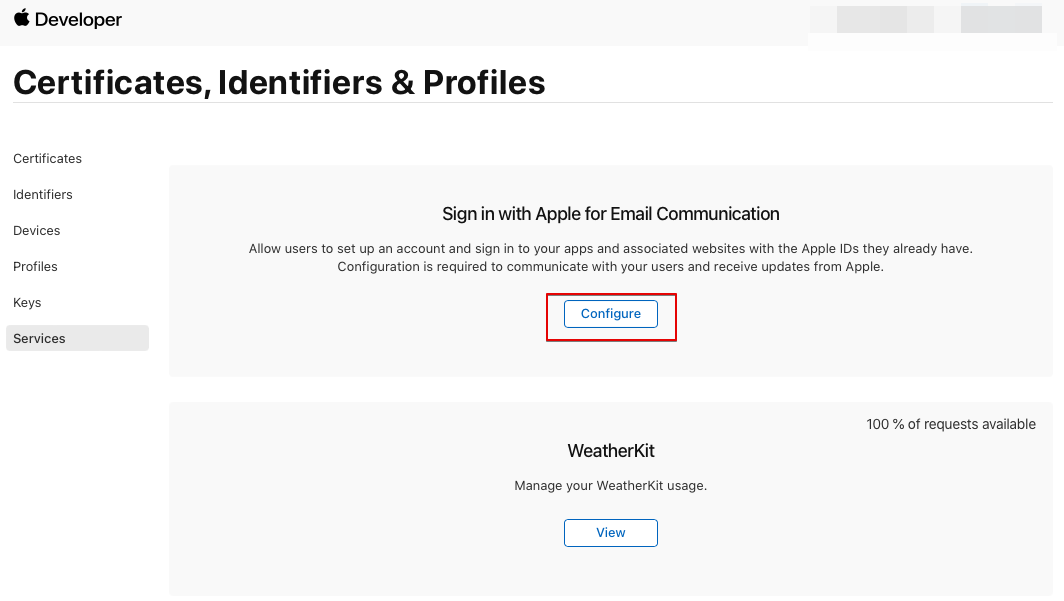 Developer
Certificates, Identifiers & Profiles
Certificates
Identifiers
Devices
Profiles
Keys
Services
Sign in with Apple for Email Communication
Allow users to set up an account and sign in to your apps and associated websites with the Apple IDs they already have.
Configuration is required to communicate with your users and receive updates from Apple.
Configure
100 % of requests available
WeatherKit
Manage your WeatherKit usage.
View